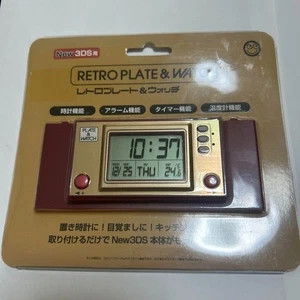 New3DS用
RETRO PLATE & WATCH
レトロプレート＆ウォッチ
時計機能 アラーム機能 タイマー機能 温度計機能
PLATE & WATCH
10:37
12/25 THU 24.
置き時計に！目覚ましに！キッチ
取り付けるだけでNew3DS本体が